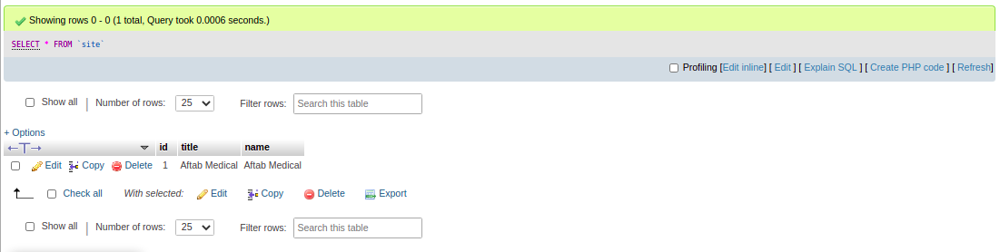 Showing rows 0 - 0 (1 total, Query took 0.0006 seconds.)
SELECT * FROM `site`
Profiling [Edit inline] [ Edit ] [ Explain SQL ] [ Create PHP code ] [ Refresh]
Show all | Number of rows: 25 Filter rows: Search this table
+ Options
←T→ id title name
Edit Copy Delete 1 Aftab Medical Aftab Medical
Check all With selected: Edit Copy Delete Export
Show all | Number of rows: 25 Filter rows: Search this table